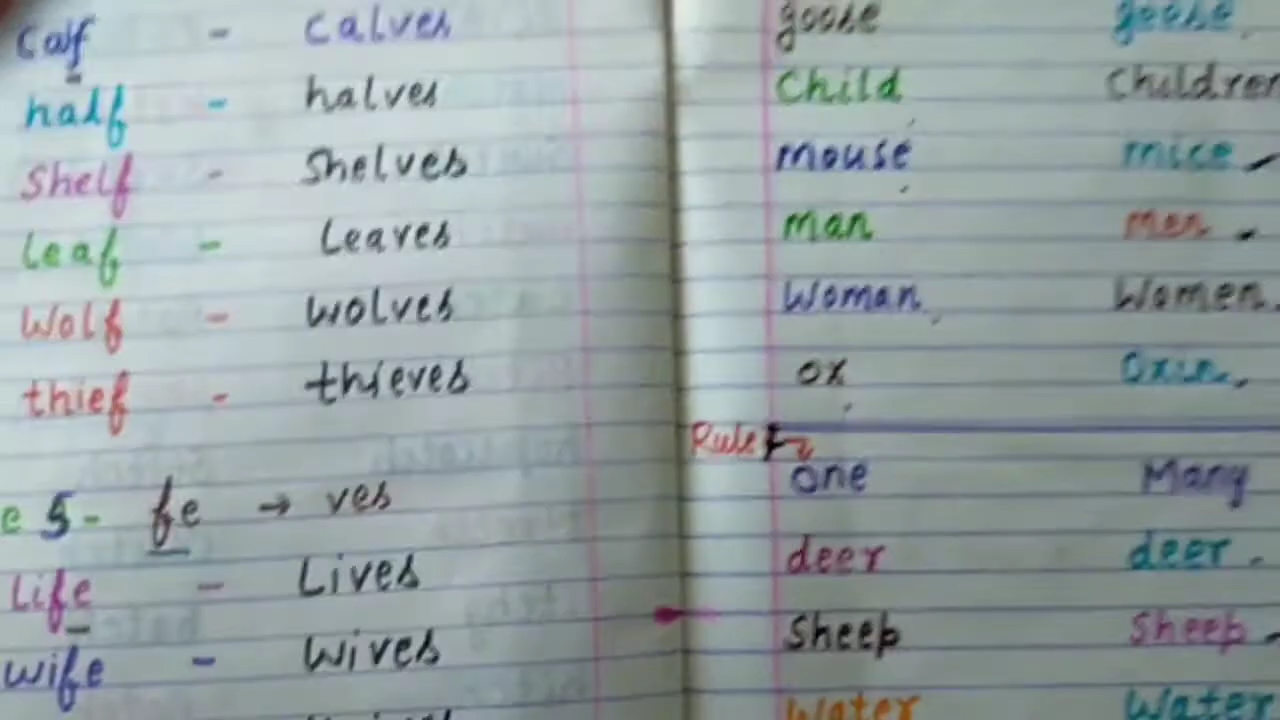 calf - calves
half - halves
Shelf - Shelves
leaf - Leaves
Wolf - wolves
thief - thieves
e 5- fe → ves
Life - Lives
wife - wives
goose geese.
Child Children
mouse mice
man men
Woman Women.
ox Oxen.
Rule
One Many
deer deer.
Sheep Sheep
Water Water